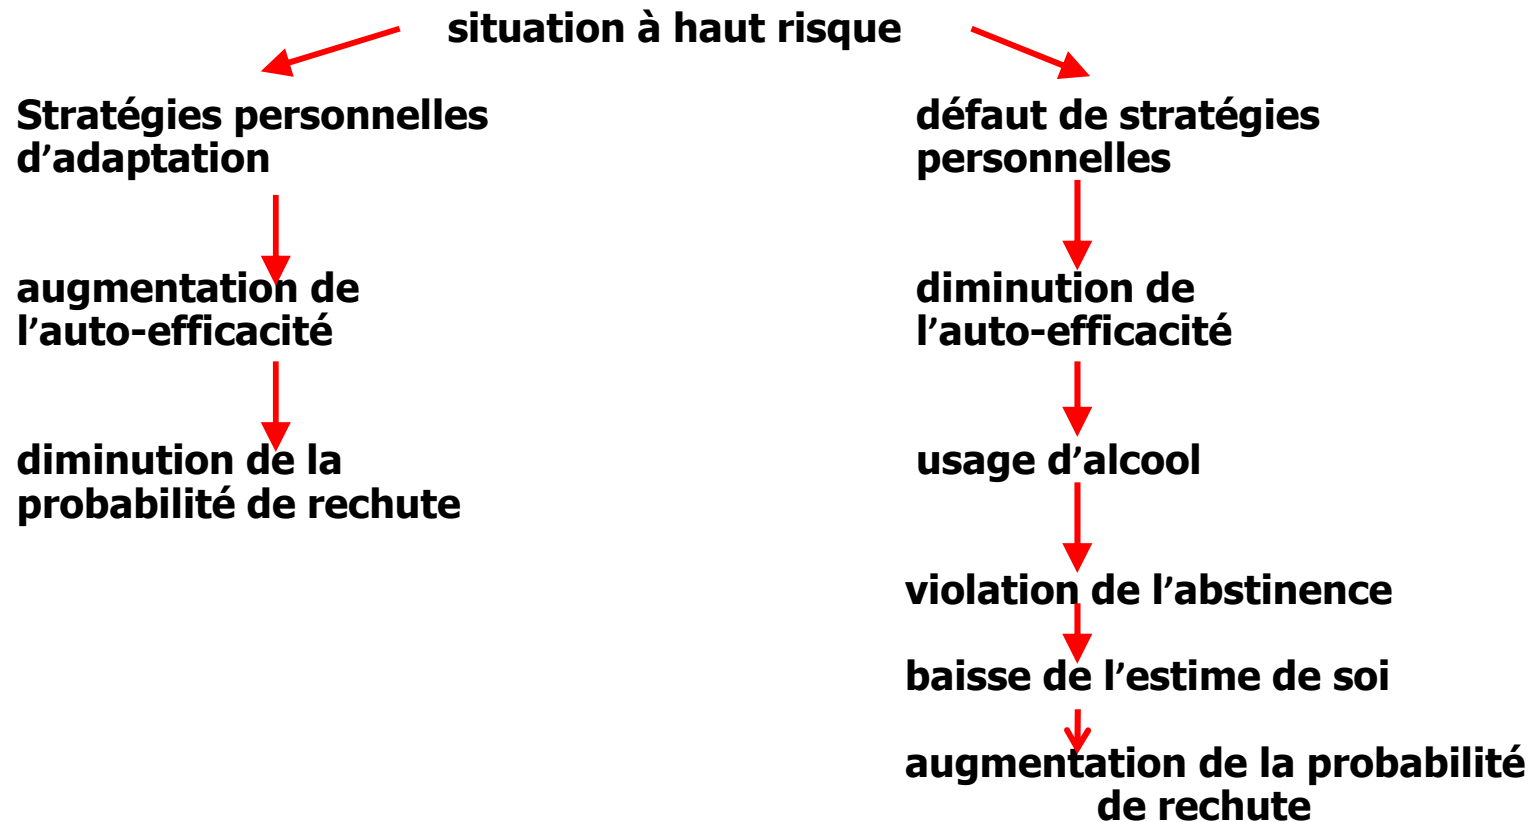 situation à haut risque
Stratégies personnelles
d’adaptation
augmentation de
l’auto-efficacité
diminution de la
probabilité de rechute
défaut de stratégies
personnelles
diminution de
l’auto-efficacité
usage d’alcool
violation de l’abstinence
baisse de l’estime de soi
augmentation de la probabilité
de rechute